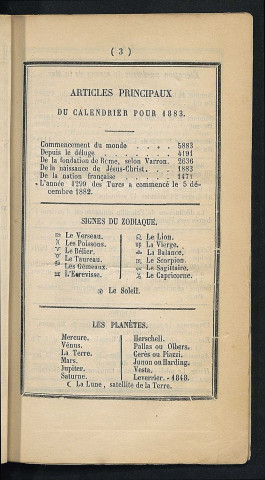 ( 3 )
ARTICLES PRINCIPAUX
DU CALENDRIER POUR 1883.
Commencement du monde . . . . 5883
Depuis le déluge . . . . . . 4191
De la fondation de Rome, selon Varron. 2636
De la naissance de Jésus-Christ. . . 1883
De la nation française . . . . 1471
L'année 1299 des Turcs a commencé le 5 dé-
cembre 1882.
SIGNES DU ZODIAQUE.
♒ Le Verseau.
♓ Les Poissons.
♈ Le Bélier.
♉ Le Taureau.
♊ Les Gémeaux.
♋ L'Ecrevisse.
♌ Le Lion.
♍ La Vierge.
♎ La Balance.
♏ Le Scorpion.
♐ Le Sagittaire.
♑ Le Capricorne.
Le Soleil.
LES PLANÈTES.
Mercure.
Vénus.
La Terre.
Mars.
Jupiter.
Saturne.
Herschell.
Pallas ou Olbers.
Cérès ou Piazzi.
Junon ou Harding.
Vesta.
Leverrier. - 1848.
☾ La Lune, satellite de la Terre.